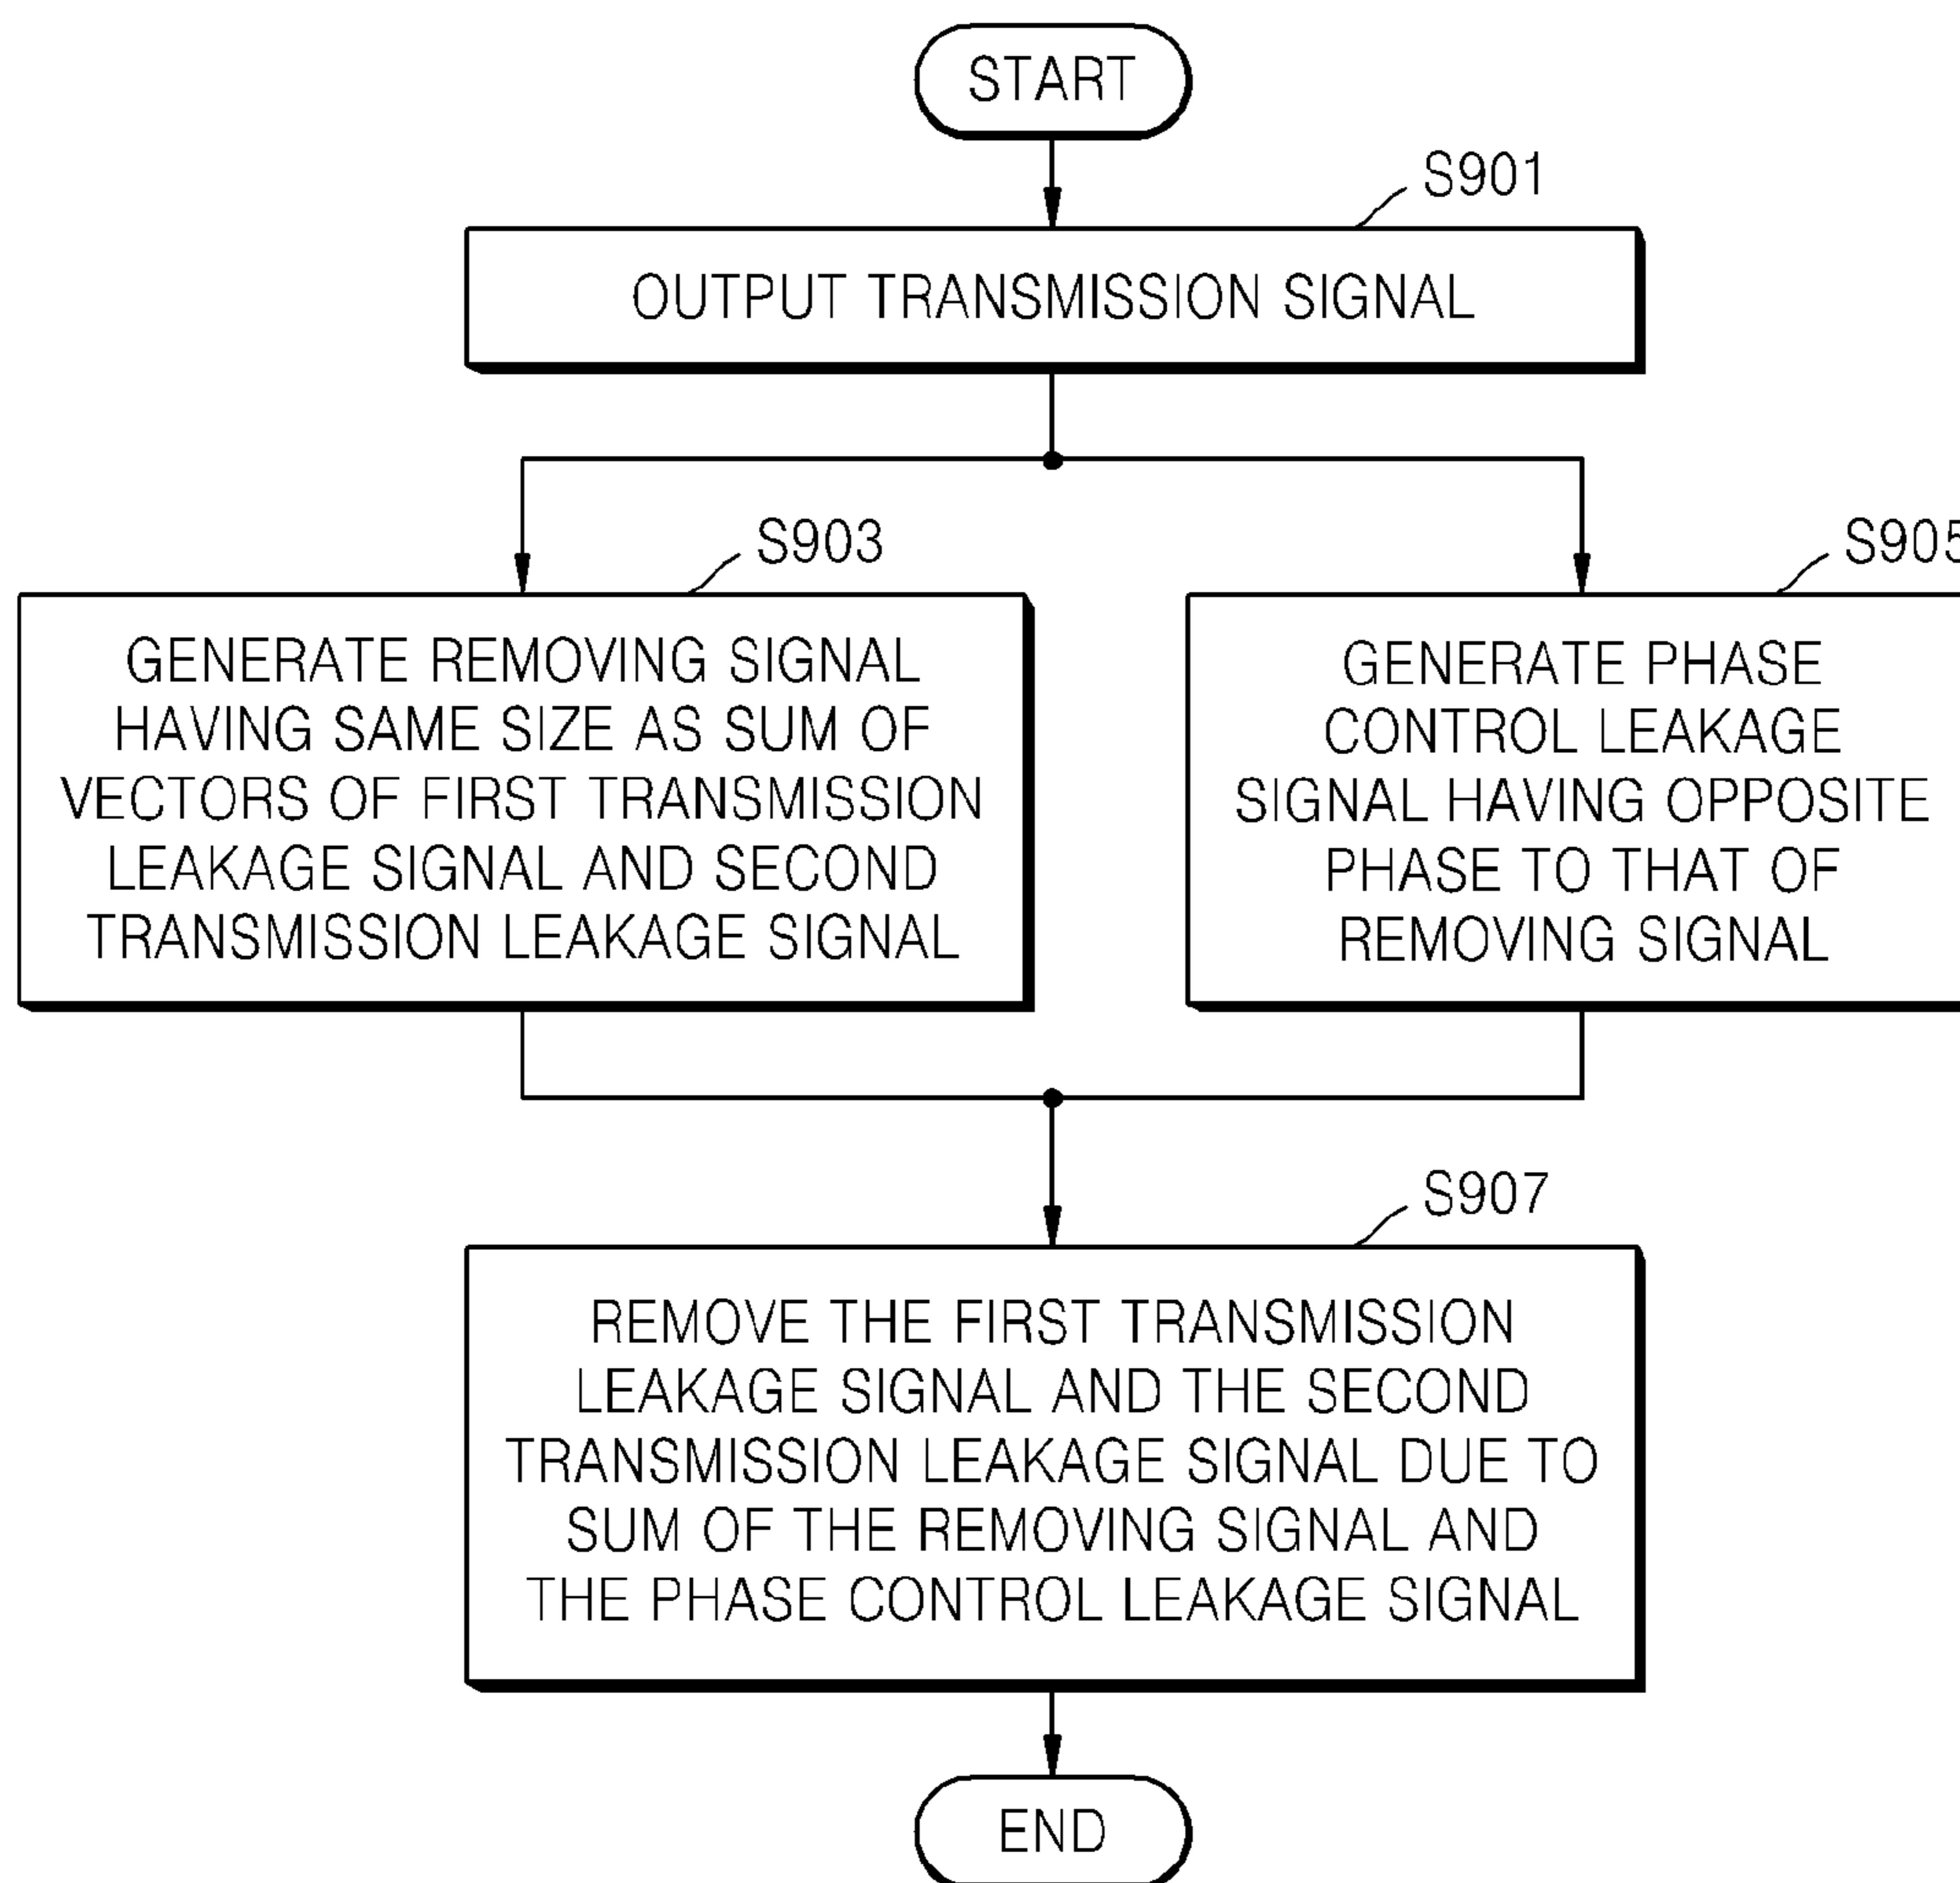 START
S901
OUTPUT TRANSMISSION SIGNAL
S903
GENERATE REMOVING SIGNAL
HAVING SAME SIZE AS SUM OF
VECTORS OF FIRST TRANSMISSION
LEAKAGE SIGNAL AND SECOND
TRANSMISSION LEAKAGE SIGNAL
S905
GENERATE PHASE
CONTROL LEAKAGE
SIGNAL HAVING OPPOSITE
PHASE TO THAT OF
REMOVING SIGNAL
S907
REMOVE THE FIRST TRANSMISSION
LEAKAGE SIGNAL AND THE SECOND
TRANSMISSION LEAKAGE SIGNAL DUE TO
SUM OF THE REMOVING SIGNAL AND
THE PHASE CONTROL LEAKAGE SIGNAL
END